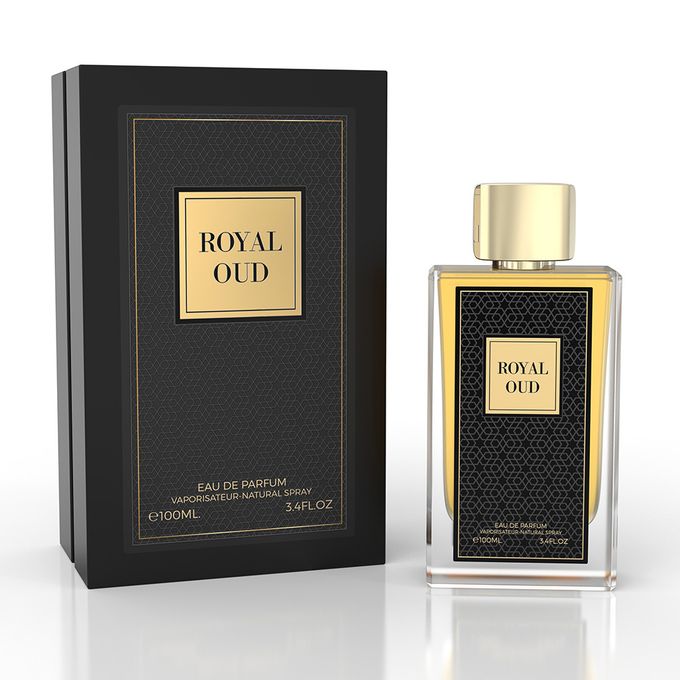 ROYAL
OUD
EAU DE PARFUM
VAPORISATEUR-NATURAL SPRAY
℮100ML
3.4FL.OZ
ROYAL
OUD
EAU DE PARFUM
VAPORISATEUR-NATURAL SPRAY
℮100ML
3.4FL.OZ